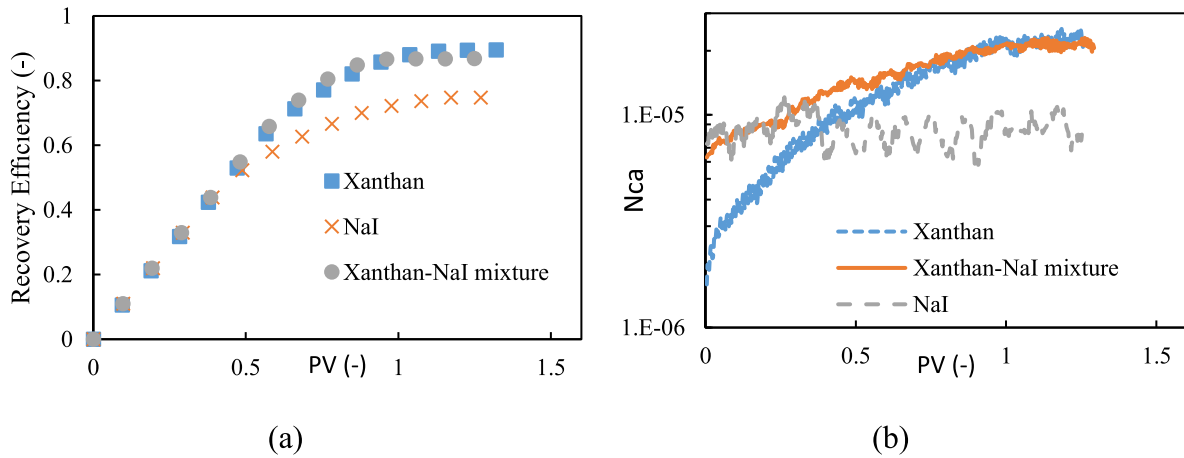 Recovery Efficiency (-)
1
0.8
0.6
0.4
0.2
0
0
0.5
1
1.5
PV (-)
Xanthan
NaI
Xanthan-NaI mixture
(a)
Nca
1.E-05
1.E-06
0
0.5
1
1.5
PV (-)
Xanthan
Xanthan-NaI mixture
NaI
(b)